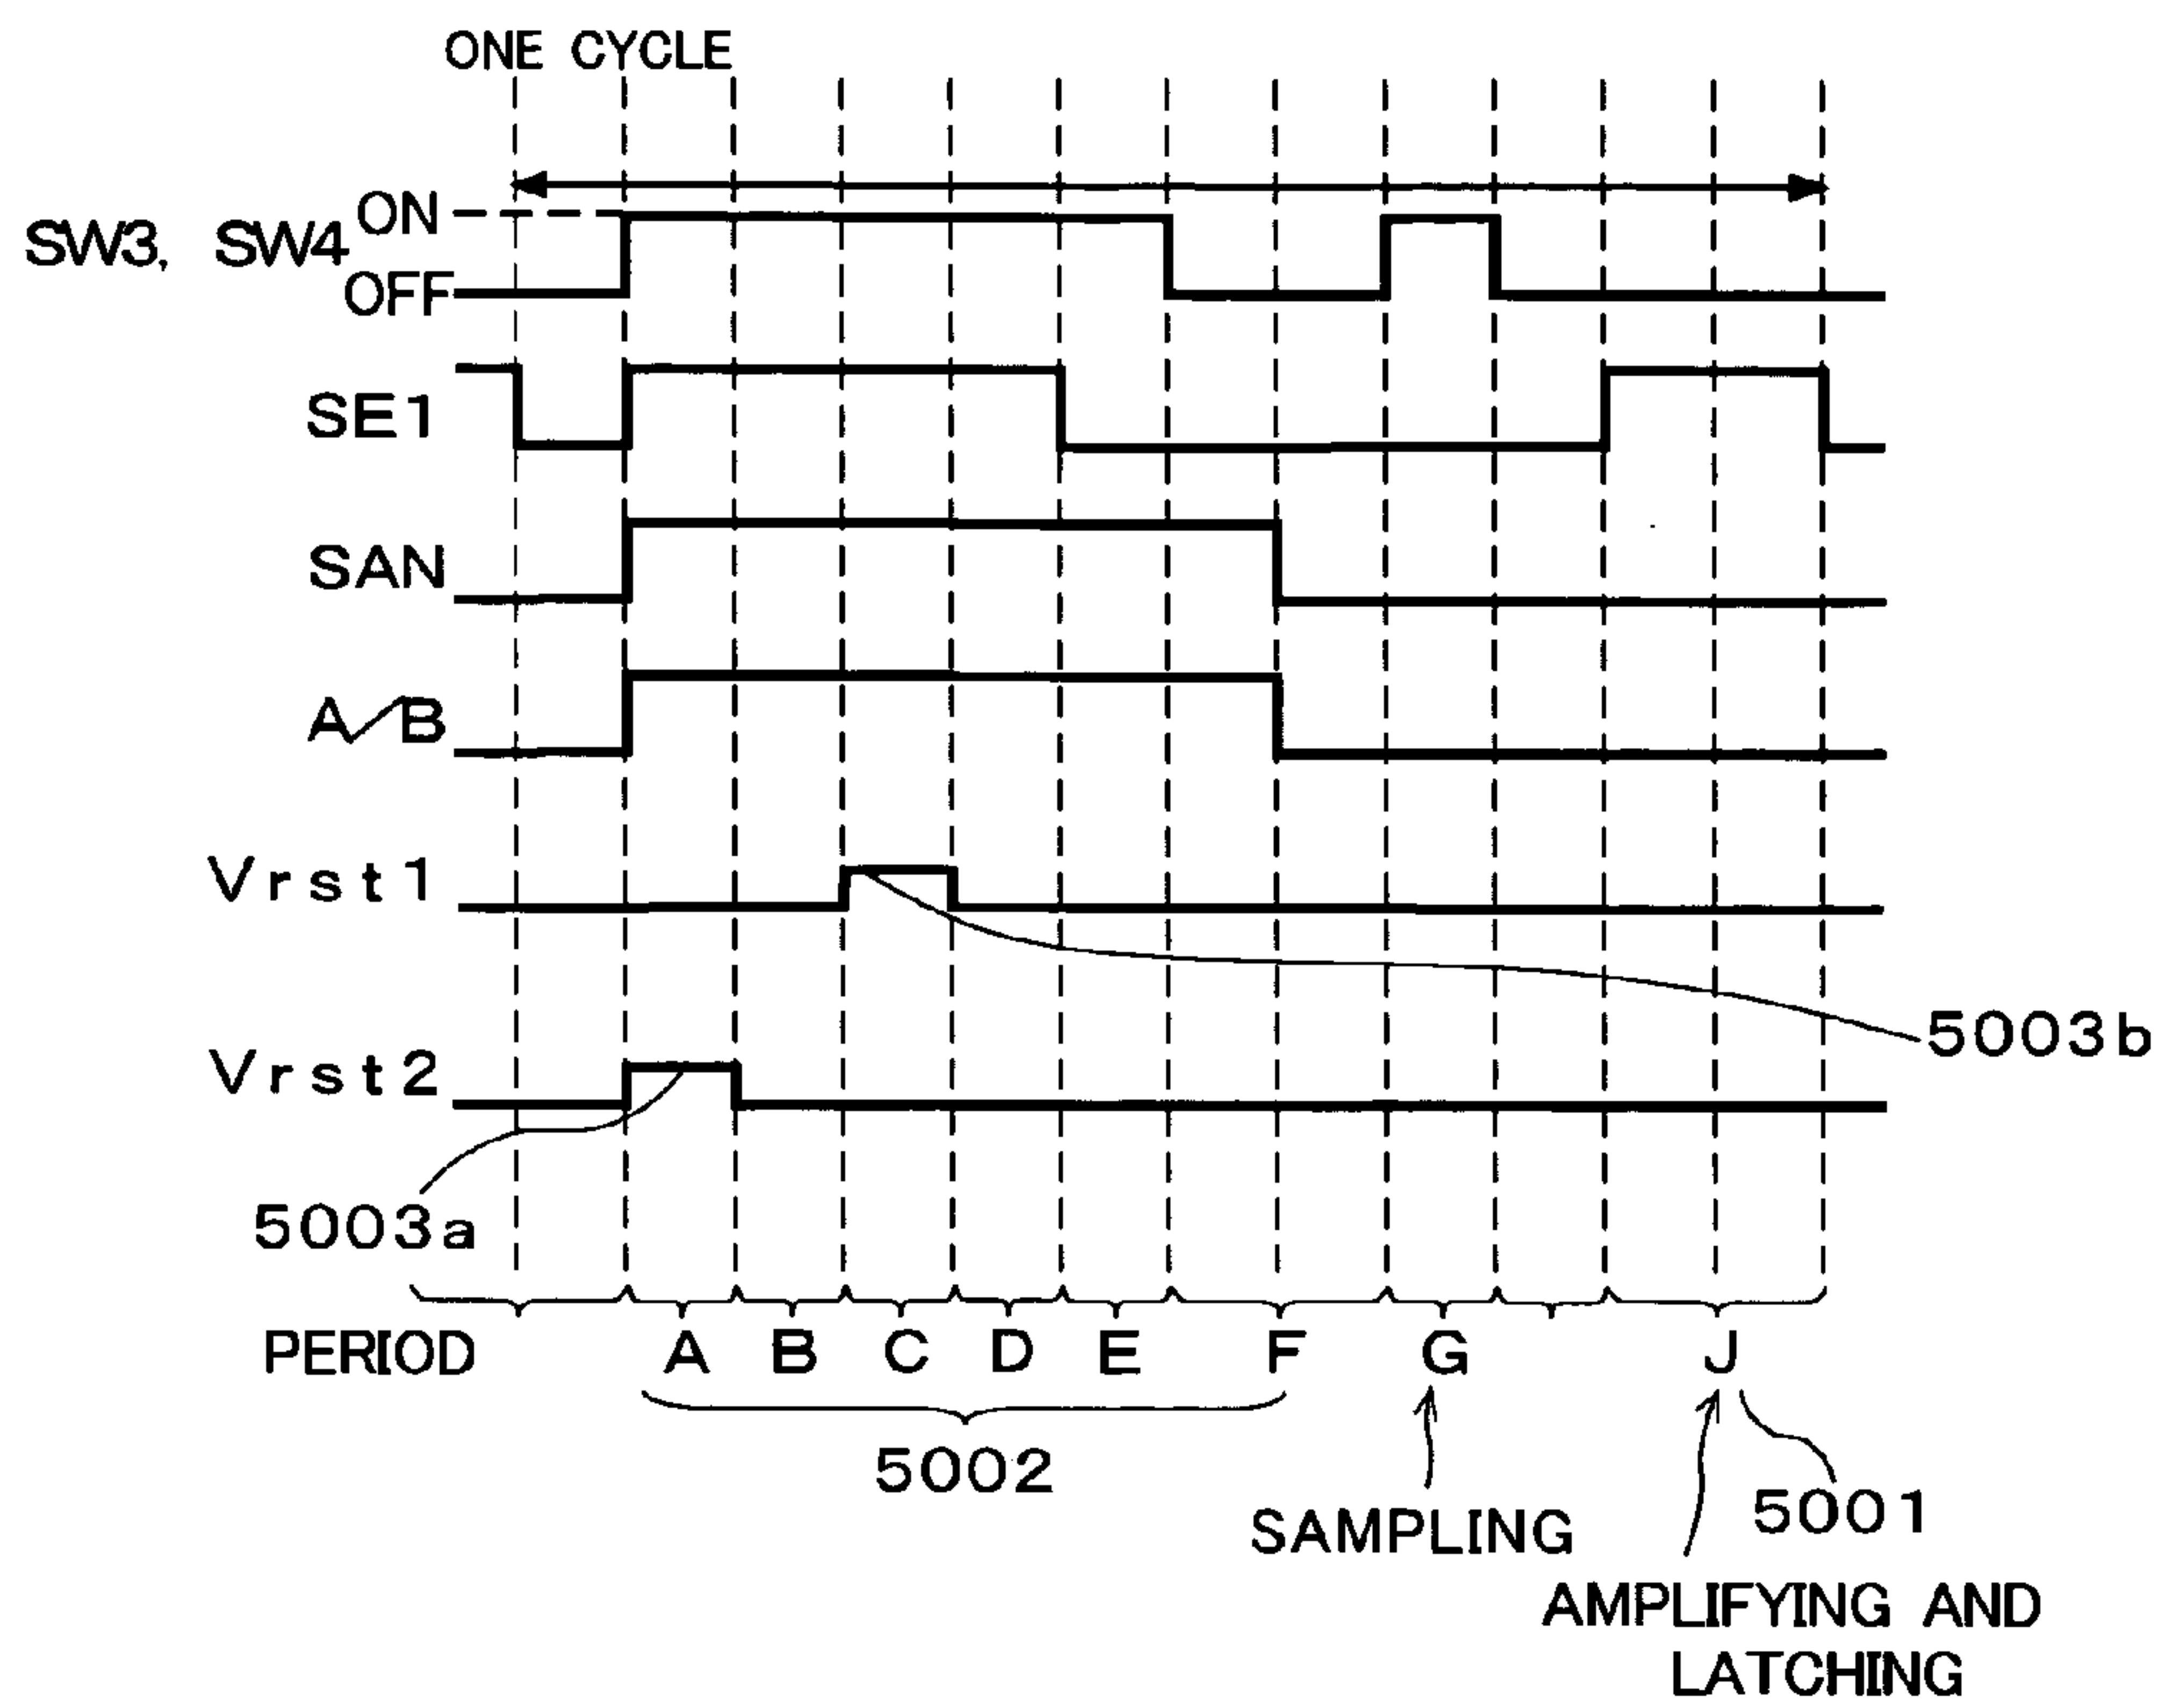 ONE CYCLE
ON
SW3, SW4
OFF
SE1
SAN
A/B
Vrst1
5003b
Vrst2
5003a
PERIOD A B C D E F G J
5002
5001
SAMPLING
AMPLIFYING AND
LATCHING